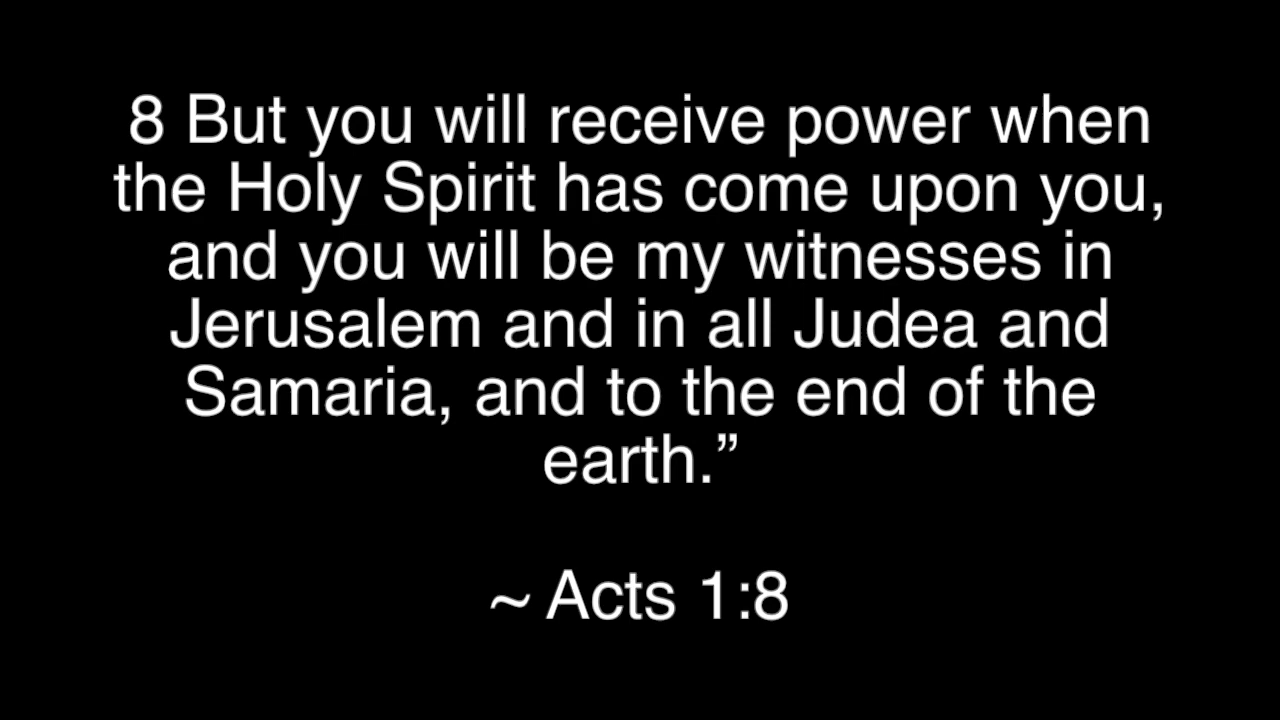 8 But you will receive power when
the Holy Spirit has come upon you,
and you will be my witnesses in
Jerusalem and in all Judea and
Samaria, and to the end of the
earth.”
~ Acts 1:8